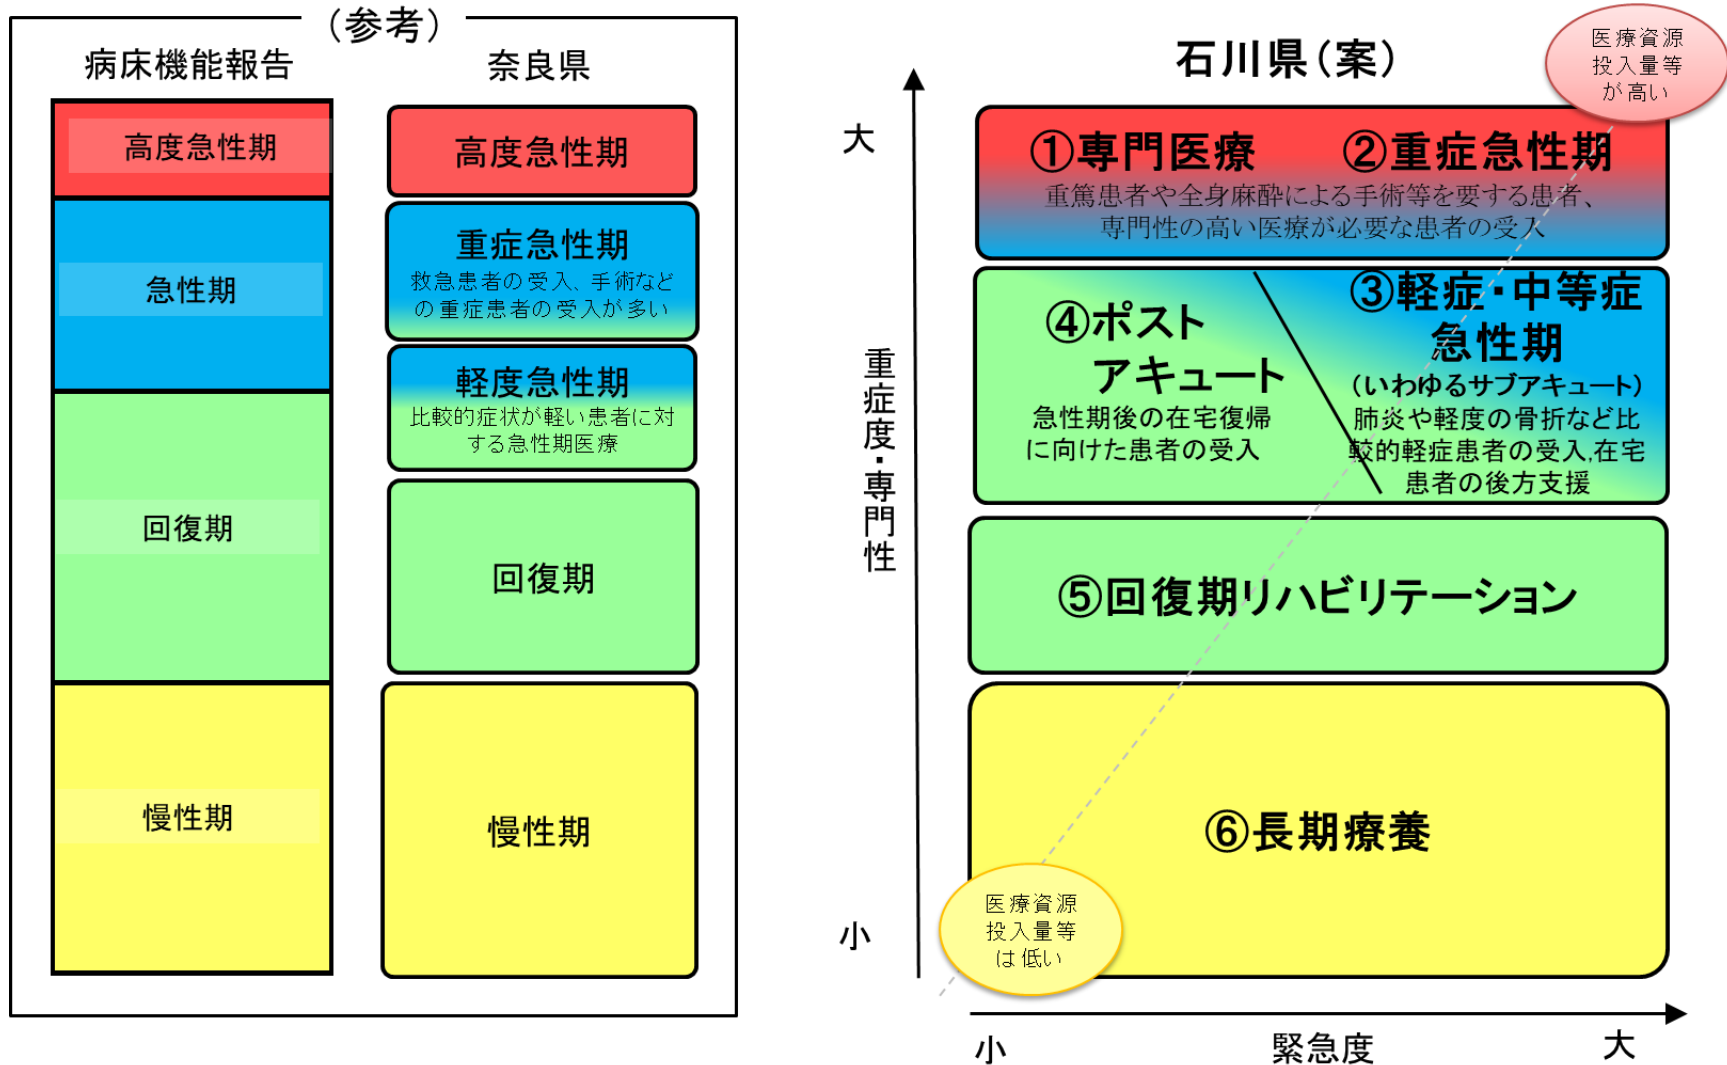 (参考)
病床機能報告
高度急性期
急性期
回復期
慢性期
奈良県
高度急性期
重症急性期
救急患者の受入、手術など
の重症患者の受入が多い
軽度急性期
比較的症状が軽い患者に対
する急性期医療
回復期
慢性期
石川県(案)
医療資源
投入量等
が高い
大
重症度・専門性
小
①専門医療 ②重症急性期
重篤患者や全身麻酔による手術等を要する患者、
専門性の高い医療が必要な患者の受入
④ポスト
アキュート
急性期後の在宅復帰
に向けた患者の受入
③軽症・中等症
急性期
(いわゆるサブアキュート)
肺炎や軽度の骨折など比
較的軽症患者の受入,在宅
患者の後方支援
⑤回復期リハビリテーション
⑥長期療養
医療資源
投入量等
は低い
小
緊急度
大